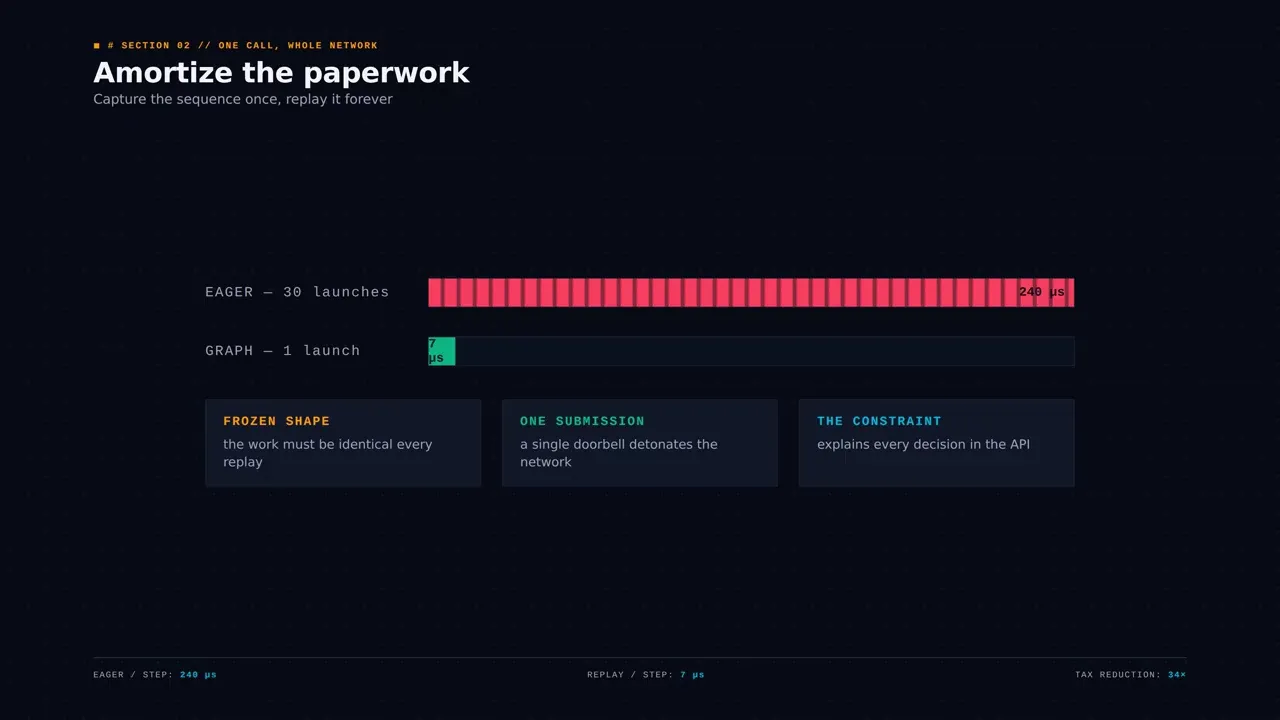 # SECTION 02 // ONE CALL, WHOLE NETWORK
Amortize the paperwork
Capture the sequence once, replay it forever
EAGER — 30 launches
240 µs
GRAPH — 1 launch
7
µs
FROZEN SHAPE
the work must be identical every
replay
ONE SUBMISSION
a single doorbell detonates the
network
THE CONSTRAINT
explains every decision in the API
EAGER / STEP: 240 µs
REPLAY / STEP: 7 µs
TAX REDUCTION: 34×